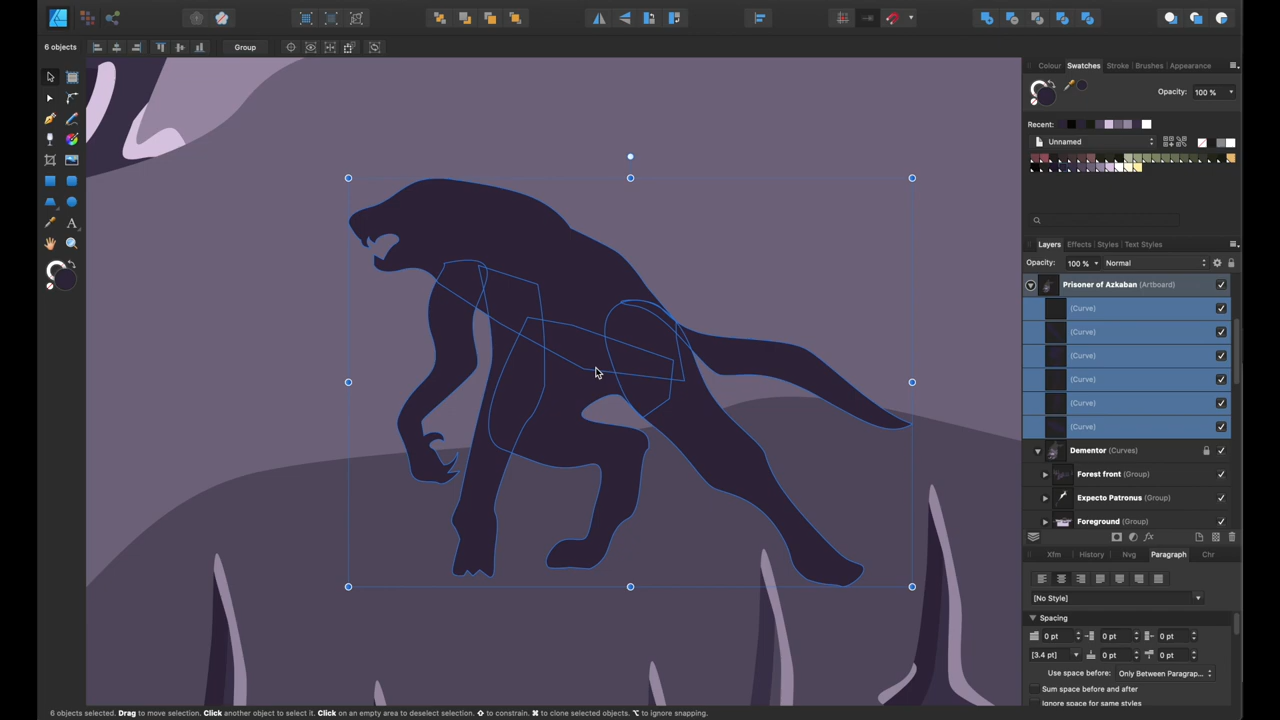 6 objects
Group
Colour Swatches Stroke Brushes Appearance
Opacity: 100 %
Recent:
Unnamed
Layers Effects Styles Text Styles
Opacity: 100 % Normal
Prisoner of Azkaban (Artboard)
(Curve)
(Curve)
(Curve)
(Curve)
(Curve)
(Curve)
Dementor (Curves)
Forest front (Group)
Expecto Patronus (Group)
Foreground (Group)
Xfm History Nvg Paragraph Chr
[No Style]
Spacing
0 pt 0 pt 0 pt
[3.4 pt] 0 pt 0 pt
Use space before: Only Between Paragrap...
Sum space before and after
Ignore space for same styles
6 objects selected. Drag to move selection. Click another object to select it. Click on an empty area to deselect selection. ⇧ to constrain. ⌘ to clone selected objects. ⌥ to ignore snapping.